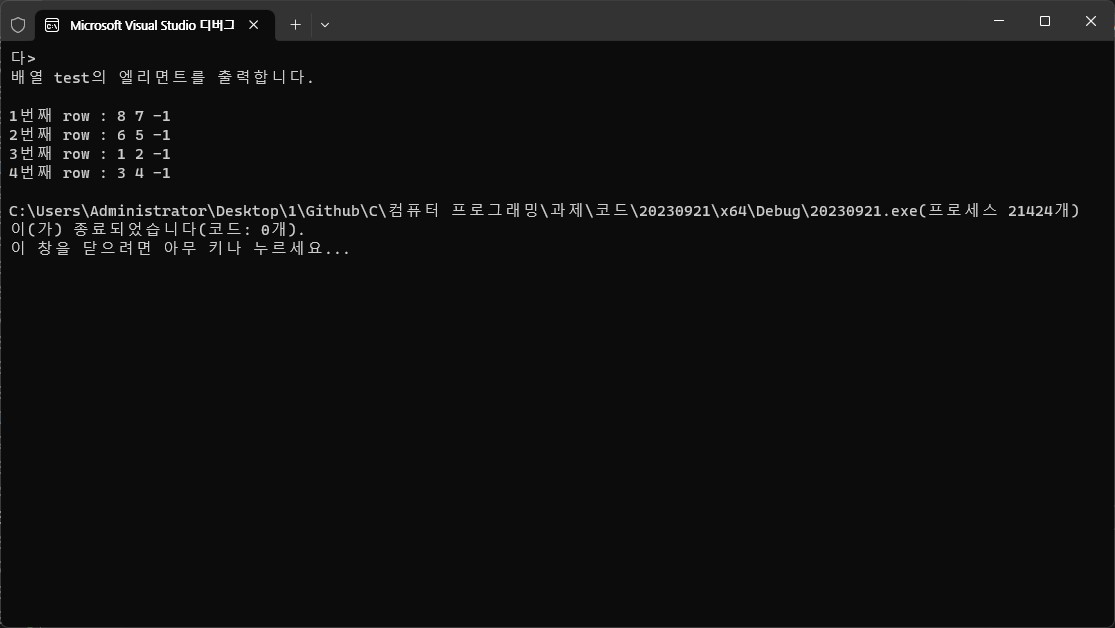 Microsoft Visual Studio 디버그
다>
배열 test의 엘리먼트를 출력합니다.
1번째 row : 8 7 -1
2번째 row : 6 5 -1
3번째 row : 1 2 -1
4번째 row : 3 4 -1
C:\Users\Administrator\Desktop\1\Github\C\컴퓨터 프로그래밍\과제\코드\20230921\x64\Debug\20230921.exe(프로세스 21424개)
이(가) 종료되었습니다(코드: 0개).
이 창을 닫으려면 아무 키나 누르세요...